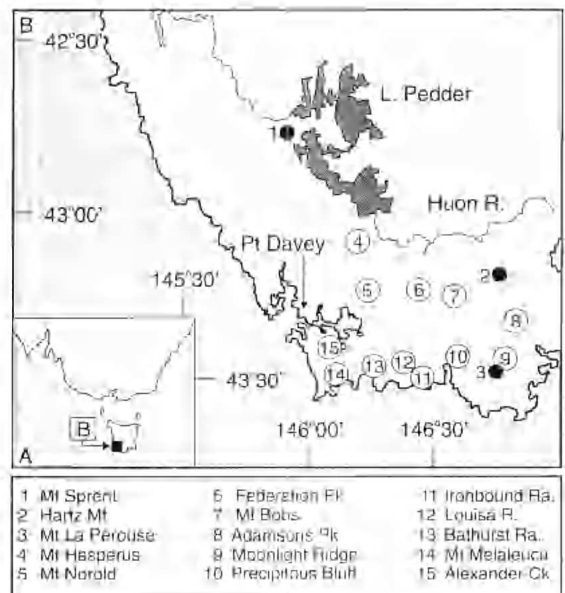 B
42°30'
L. Pedder
1
Huon R.
43°00'
4
Pt Davey
2
145°30'
5 6 7
8
15
10 9
14 13 12 11 3
43°30'
B
146°00' 146°30'
A
1 Mt Sprent
2 Hartz Mt
3 Mt La Perouse
4 Mt Hesperus
5 Mt Norold
Federation Pk
7 Mt Bobs
8 Adamsons Pk
9 Moonlight Ridge
10 Precipitous Bluff
11 Ironbound Ra.
12 Louisa R.
13 Bathurst Ra.
14 Mt Melaleuca
15 Alexander Ck